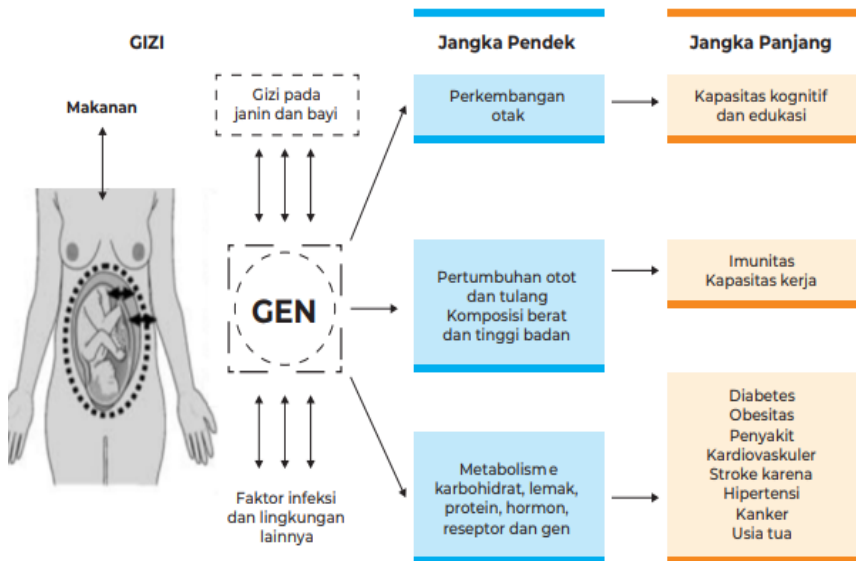 GIZI
Makanan
Gizi pada
janin dan bayi
GEN
Faktor infeksi
dan lingkungan
lainnya
Jangka Pendek
Perkembangan
otak
Pertumbuhan otot
dan tulang
Komposisi berat
dan tinggi badan
Metabolisme
karbohidrat, lemak,
protein, hormon,
reseptor dan gen
Jangka Panjang
Kapasitas kognitif
dan edukasi
Imunitas
Kapasitas kerja
Diabetes
Obesitas
Penyakit
Kardiovaskuler
Stroke karena
Hipertensi
Kanker
Usia tua